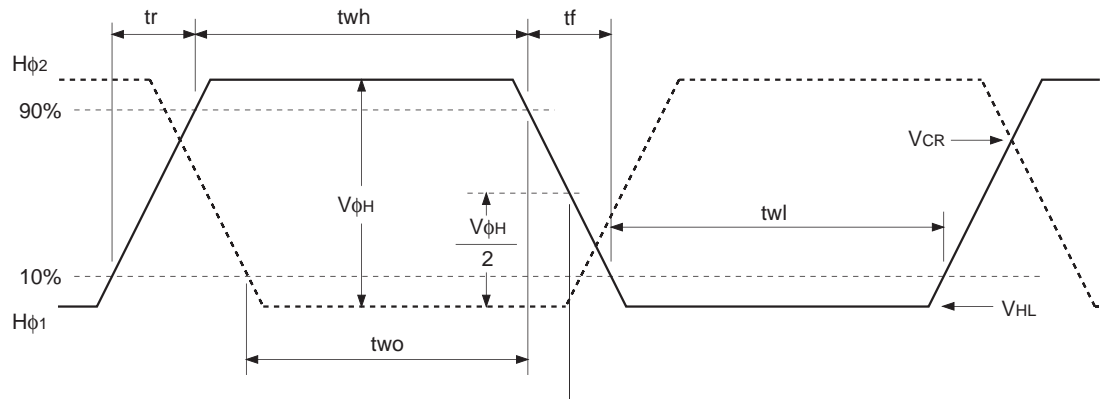 tr
twh
tf
Hϕ2
90%
VCR
VϕH
VϕH
2
twl
10%
Hϕ1
VHL
two